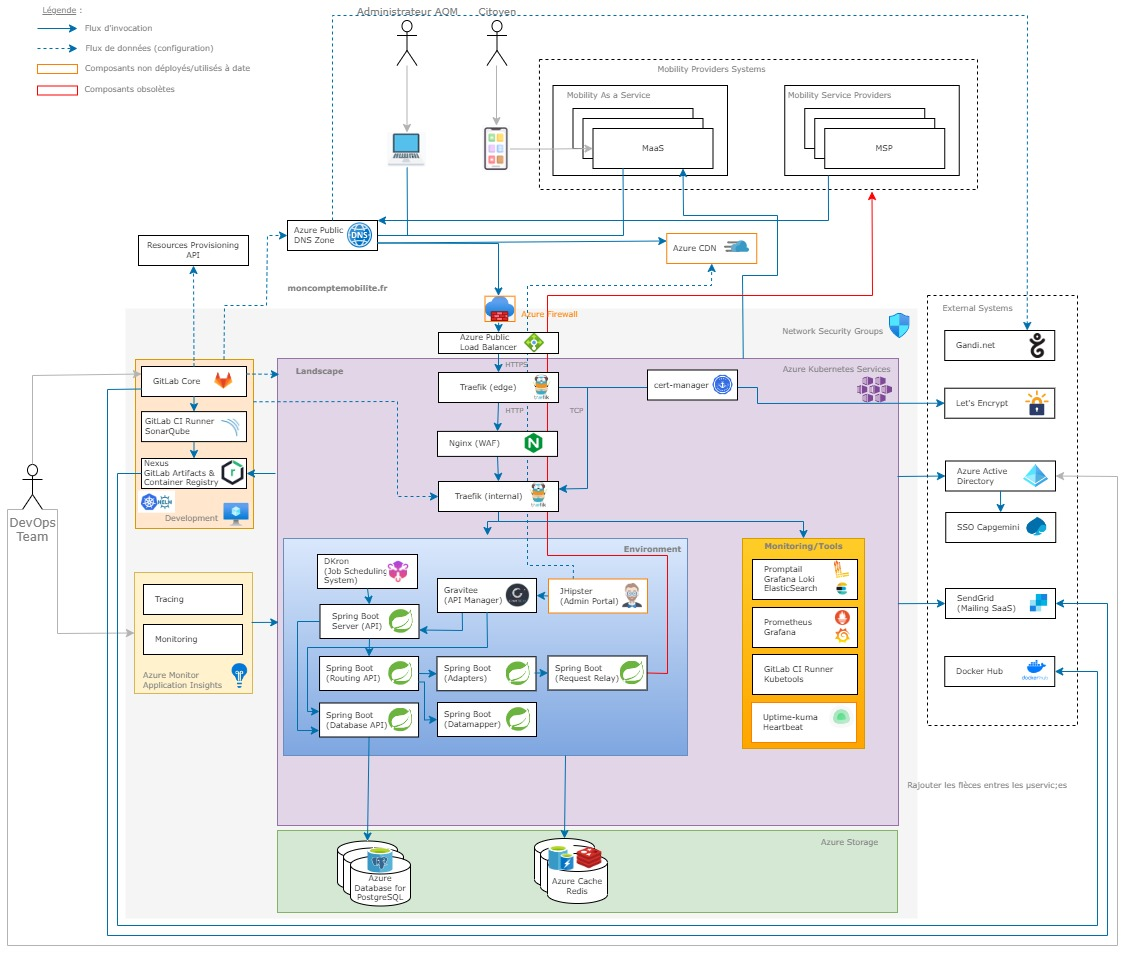 Légende :
Flux d'invocation
Flux de données (configuration)
Composants non déployés/utilisés à date
Composants obsolètes
Administrateur AOM
Citoyen
Mobility Providers Systems
Mobility As a Service
MaaS
Mobility Service Providers
MSP
Azure Public
DNS Zone
DNS
Azure CDN
Resources Provisioning
API
moncomptemobilite.fr
Azure Firewall
Azure Public
Load Balancer
Network Security Groups
External Systems
Gandi.net
Let's Encrypt
Azure Active
Directory
SSO Capgemini
SendGrid
(Mailing SaaS)
Docker Hub
dockerhub
HTTPS
Landscape
Azure Kubernetes Services
Traefik (edge)
træfik
cert-manager
HTTP
TCP
Nginx (WAF)
Traefik (internal)
træfik
GitLab Core
GitLab CI Runner
SonarQube
Nexus
GitLab Artifacts &
Container Registry
HELM
Development
DevOps
Team
Tracing
Monitoring
Azure Monitor
Application Insights
Environment
DKron
(Job Scheduling
System)
Gravitee
(API Manager)
JHipster
(Admin Portal)
Spring Boot
Server (API)
Spring Boot
(Routing API)
Spring Boot
(Adapters)
Spring Boot
(Request Relay)
Spring Boot
(Database API)
Spring Boot
(Datamapper)
Monitoring/Tools
Promptail
Grafana Loki
ElasticSearch
Prometheus
Grafana
GitLab CI Runner
Kubetools
Uptime-kuma
Heartbeat
Rajouter les flèces entres les µservic;es
Azure Storage
Azure
Database for
PostgreSQL
Azure Cache
Redis